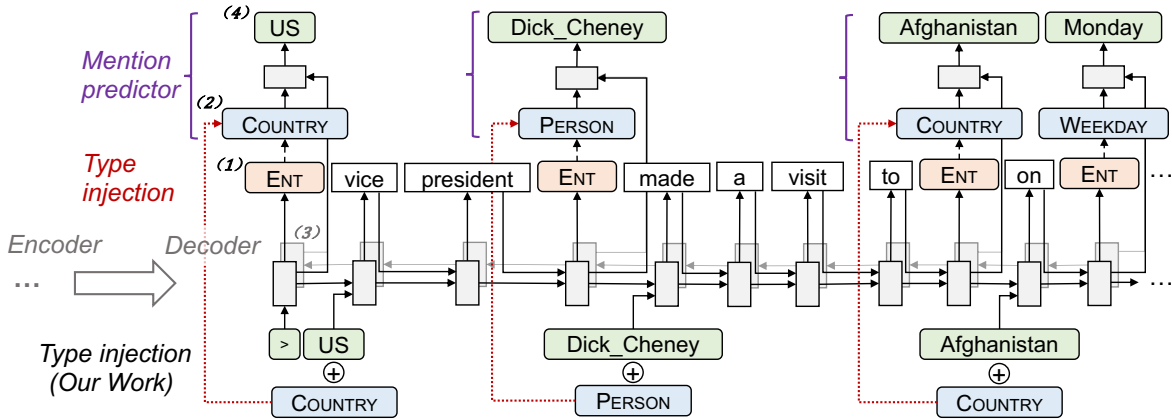 (4) US Dick_Cheney Afghanistan Monday
Mention
predictor
(2) COUNTRY PERSON COUNTRY WEEKDAY
Type
injection
(1) ENT vice president ENT made a visit to ENT on ENT ...
Encoder Decoder (3)
... ...
> US Dick_Cheney Afghanistan
Type injection
(Our Work)
+ + +
COUNTRY PERSON COUNTRY